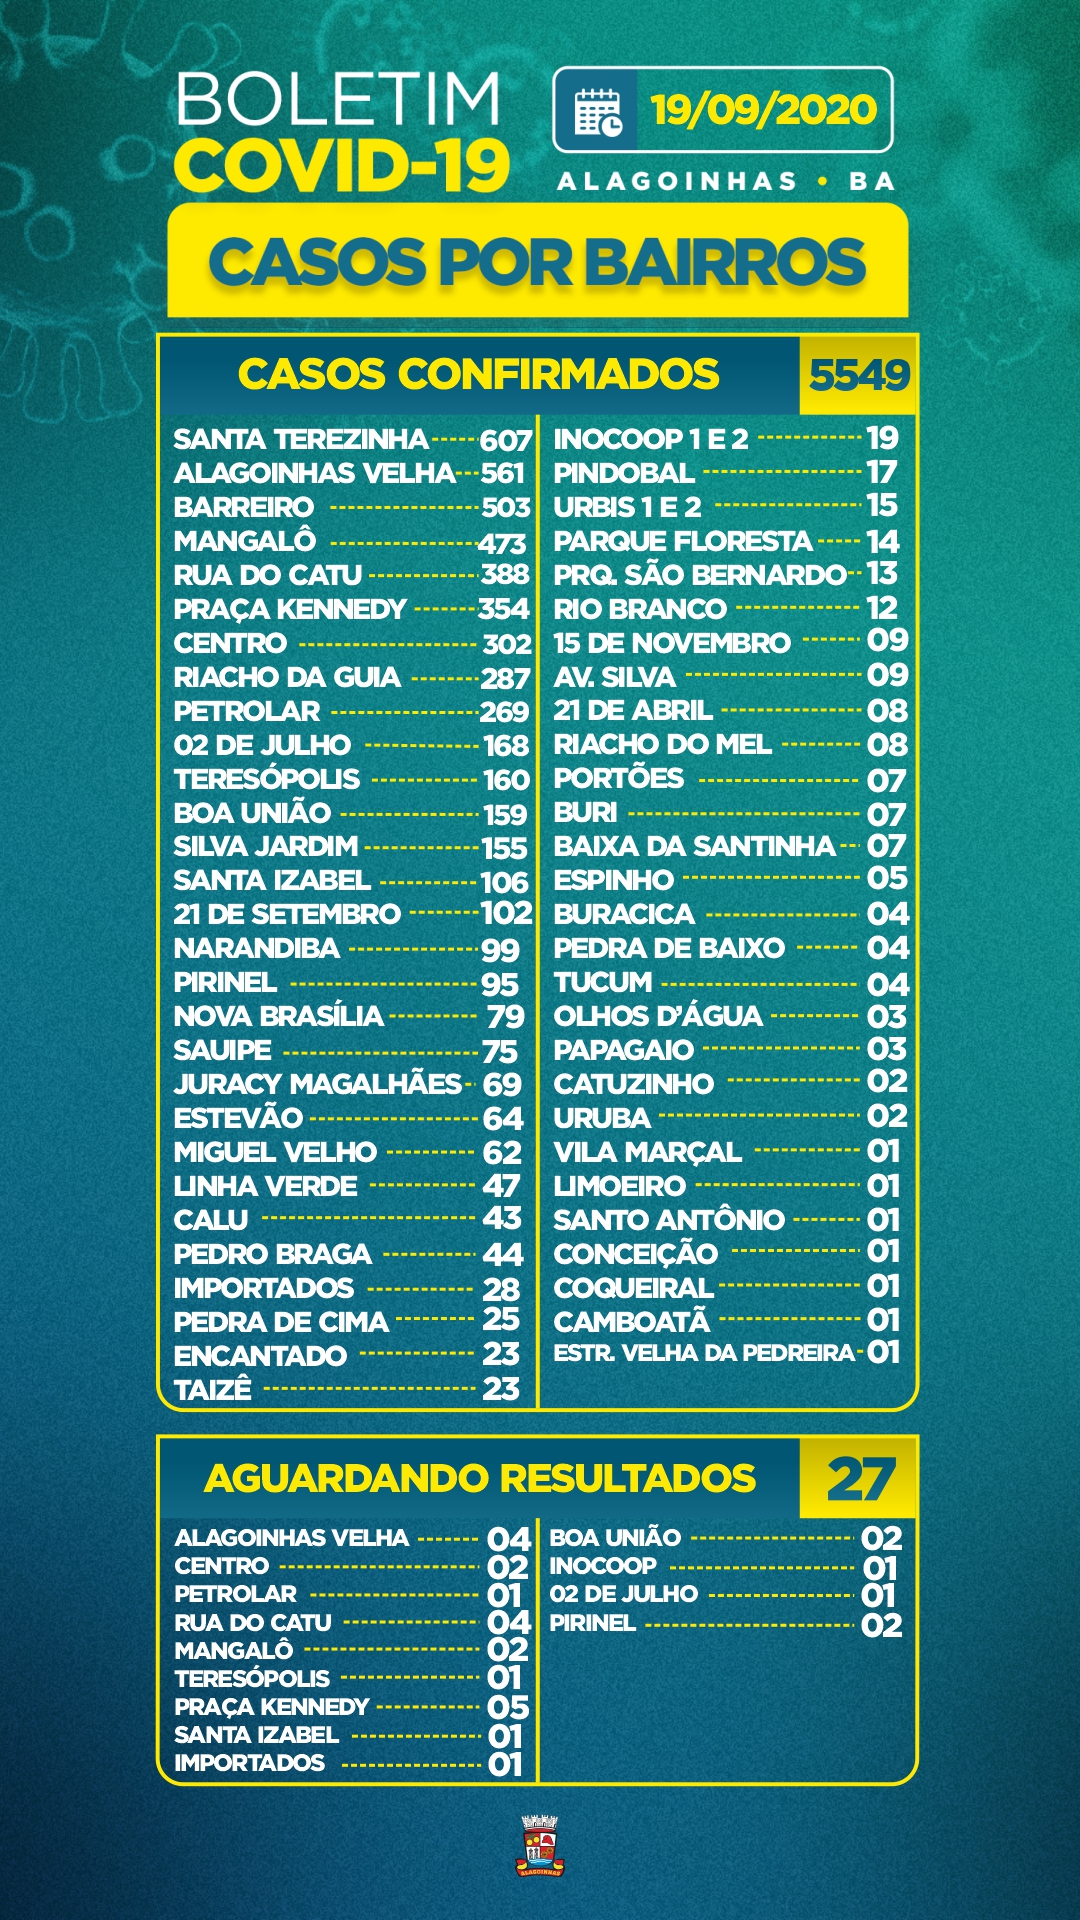 BOLETIM
COVID-19
19/09/2020
ALAGOINHAS • BA
CASOS POR BAIRROS
CASOS CONFIRMADOS 5549
SANTA TEREZINHA 607
ALAGOINHAS VELHA 561
BARREIRO 503
MANGALÔ 473
RUA DO CATU 388
PRAÇA KENNEDY 354
CENTRO 302
RIACHO DA GUIA 287
PETROLAR 269
02 DE JULHO 168
TERESÓPOLIS 160
BOA UNIÃO 159
SILVA JARDIM 155
SANTA IZABEL 106
21 DE SETEMBRO 102
NARANDIBA 99
PIRINEL 95
NOVA BRASÍLIA 79
SAUIPE 75
JURACY MAGALHÃES 69
ESTEVÃO 64
MIGUEL VELHO 62
LINHA VERDE 47
CALU 43
PEDRO BRAGA 44
IMPORTADOS 28
PEDRA DE CIMA 25
ENCANTADO 23
TAIZÊ 23
INOCOOP 1 E 2 19
PINDOBAL 17
URBIS 1 E 2 15
PARQUE FLORESTA 14
PRQ. SÃO BERNARDO 13
RIO BRANCO 12
15 DE NOVEMBRO 09
AV. SILVA 09
21 DE ABRIL 08
RIACHO DO MEL 08
PORTÕES 07
BURI 07
BAIXA DA SANTINHA 07
ESPINHO 05
BURACICA 04
PEDRA DE BAIXO 04
TUCUM 04
OLHOS D'ÁGUA 03
PAPAGAIO 03
CATUZINHO 02
URUBA 02
VILA MARÇAL 01
LIMOEIRO 01
SANTO ANTÔNIO 01
CONCEIÇÃO 01
COQUEIRAL 01
CAMBOATÃ 01
ESTR. VELHA DA PEDREIRA 01
AGUARDANDO RESULTADOS 27
ALAGOINHAS VELHA 04
CENTRO 02
PETROLAR 01
RUA DO CATU 04
MANGALÔ 02
TERESÓPOLIS 01
PRAÇA KENNEDY 05
SANTA IZABEL 01
IMPORTADOS 01
BOA UNIÃO 02
INOCOOP 01
02 DE JULHO 01
PIRINEL 02
ALAGOINHAS